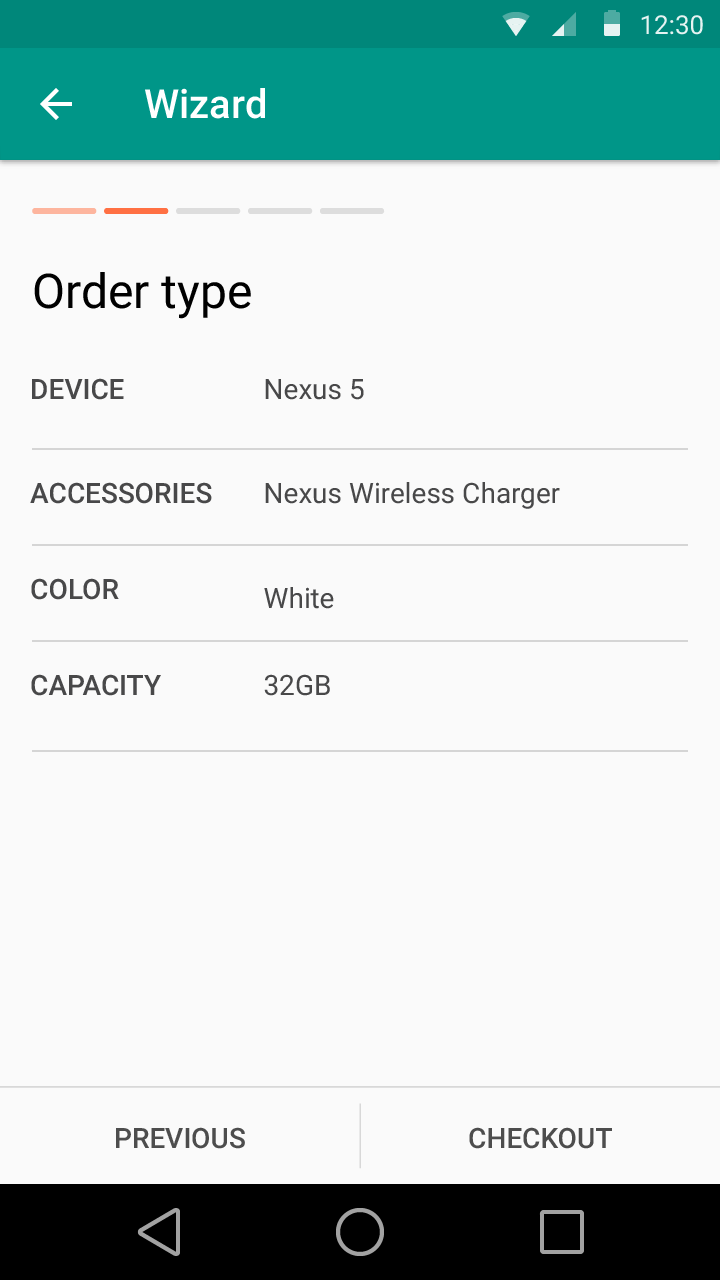 12:30
Wizard
Order type
DEVICE Nexus 5
ACCESSORIES Nexus Wireless Charger
COLOR White
CAPACITY 32GB
PREVIOUS CHECKOUT